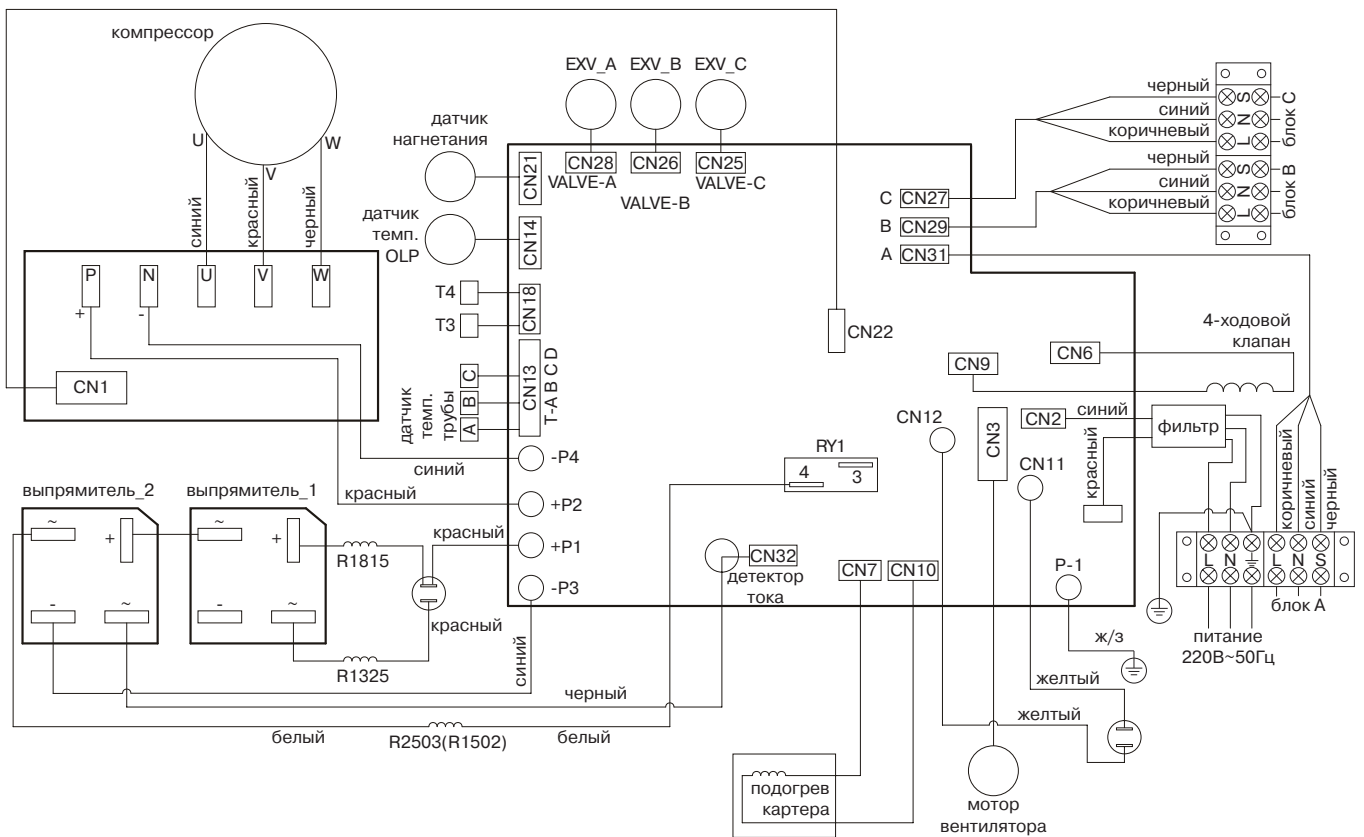 компрессор
U
V
W
синий
красный
черный
P
N
U
V
W
+
-
CN1
датчик
нагнетания
CN21
датчик
темп.
OLP
CN14
T4
T3
CN18
датчик
темп.
трубы
C
B
A
CN13
T-A B C D
EXV_A
EXV_B
EXV_C
CN28
CN26
CN25
VALVE-A
VALVE-B
VALVE-C
C
CN27
B
CN29
A
CN31
черный
синий
коричневый
черный
синий
коричневый
S
N
L
S
N
L
блок C
блок B
CN22
4-ходовой
клапан
CN6
CN9
CN12
CN3
CN2
синий
фильтр
CN11
красный
коричневый
синий
черный
RY1
4
3
-P4
синий
+P2
красный
+P1
красный
-P3
выпрямитель_2
выпрямитель_1
~
+
-
~
~
+
-
~
R1815
R1325
красный
синий
CN32
детектор
тока
CN7
CN10
P-1
L
N
L
N
S
блок A
питание
220В~50Гц
ж/з
желтый
желтый
черный
белый
R2503(R1502)
белый
подогрев
картера
мотор
вентилятора